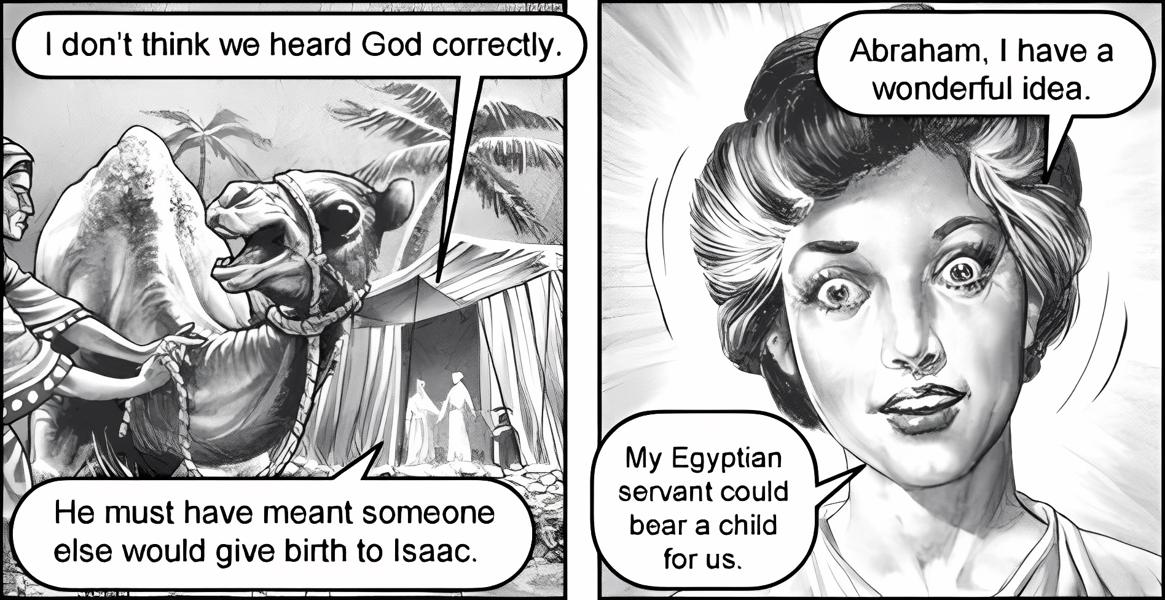 I don't think we heard God correctly.
He must have meant someone
else would give birth to Isaac.
Abraham, I have a
wonderful idea.
My Egyptian
servant could
bear a child
for us.